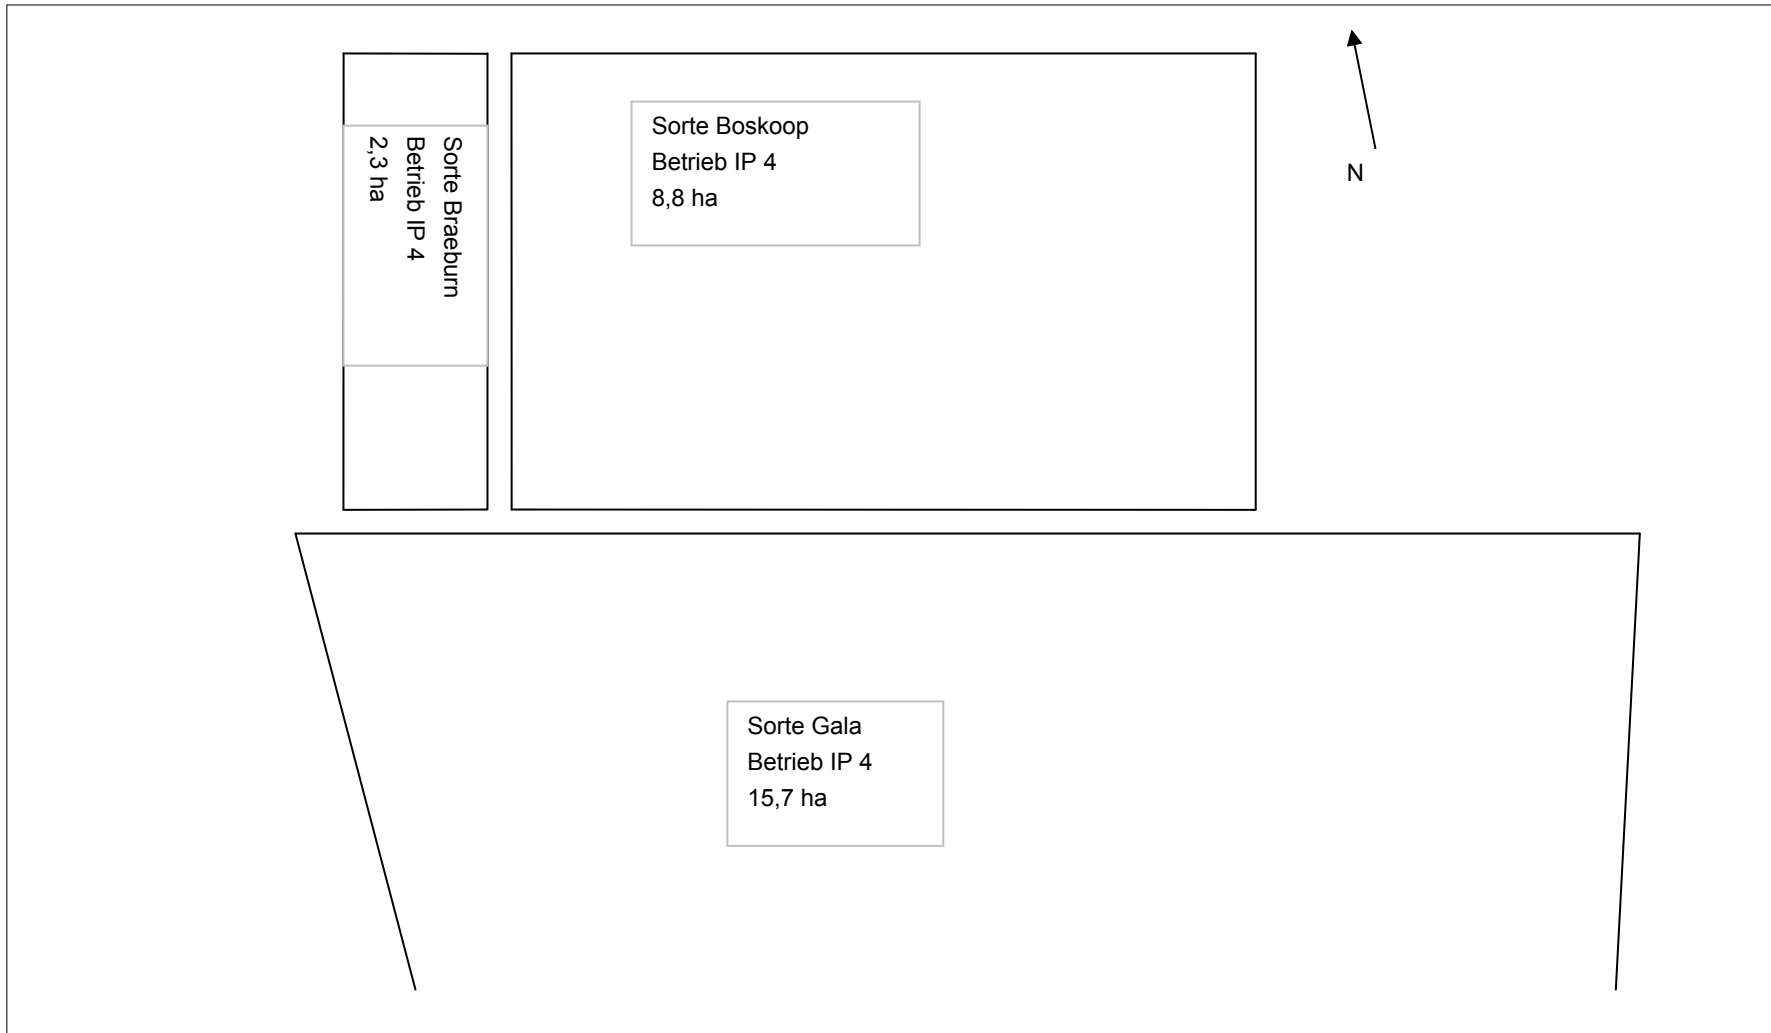 Sorte Braeburn
Betrieb IP 4
2,3 ha
Sorte Boskoop
Betrieb IP 4
8,8 ha
N
Sorte Gala
Betrieb IP 4
15,7 ha